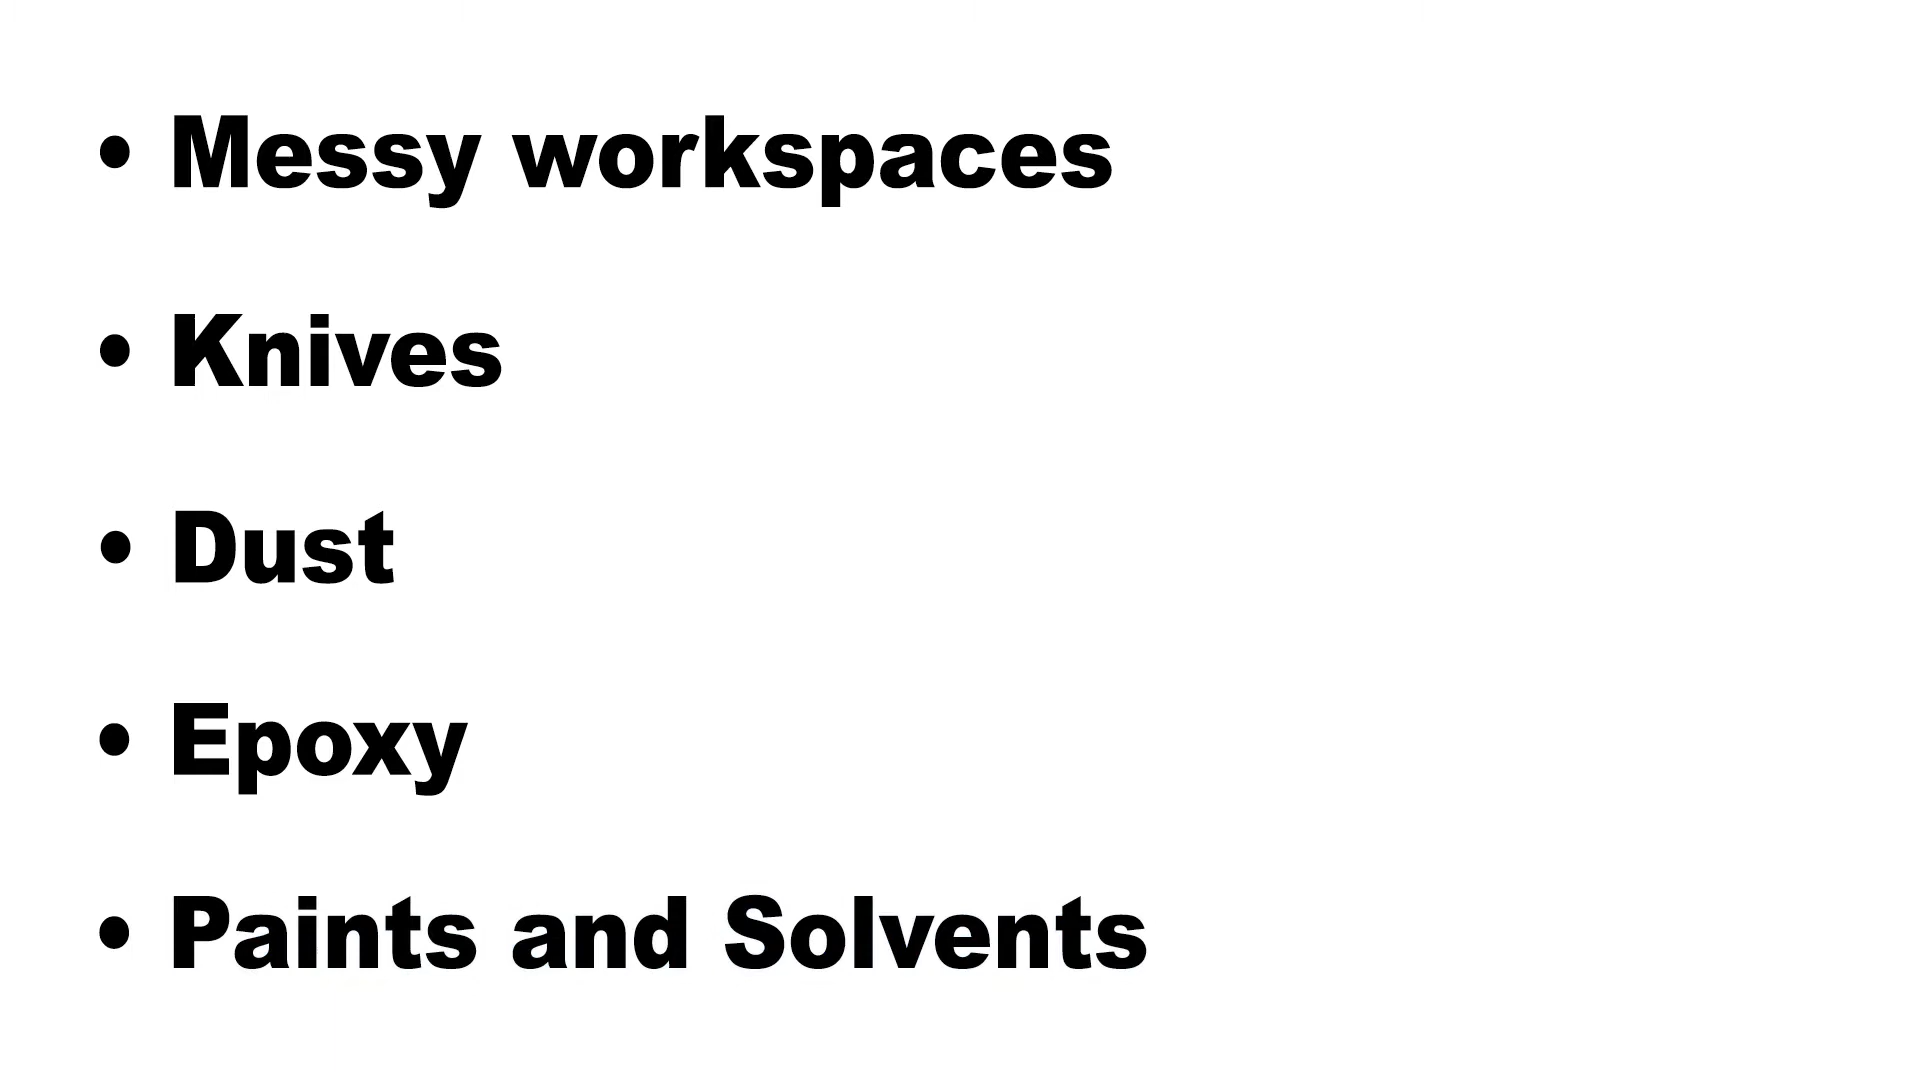 • Messy workspaces
• Knives
• Dust
• Epoxy
• Paints and Solvents